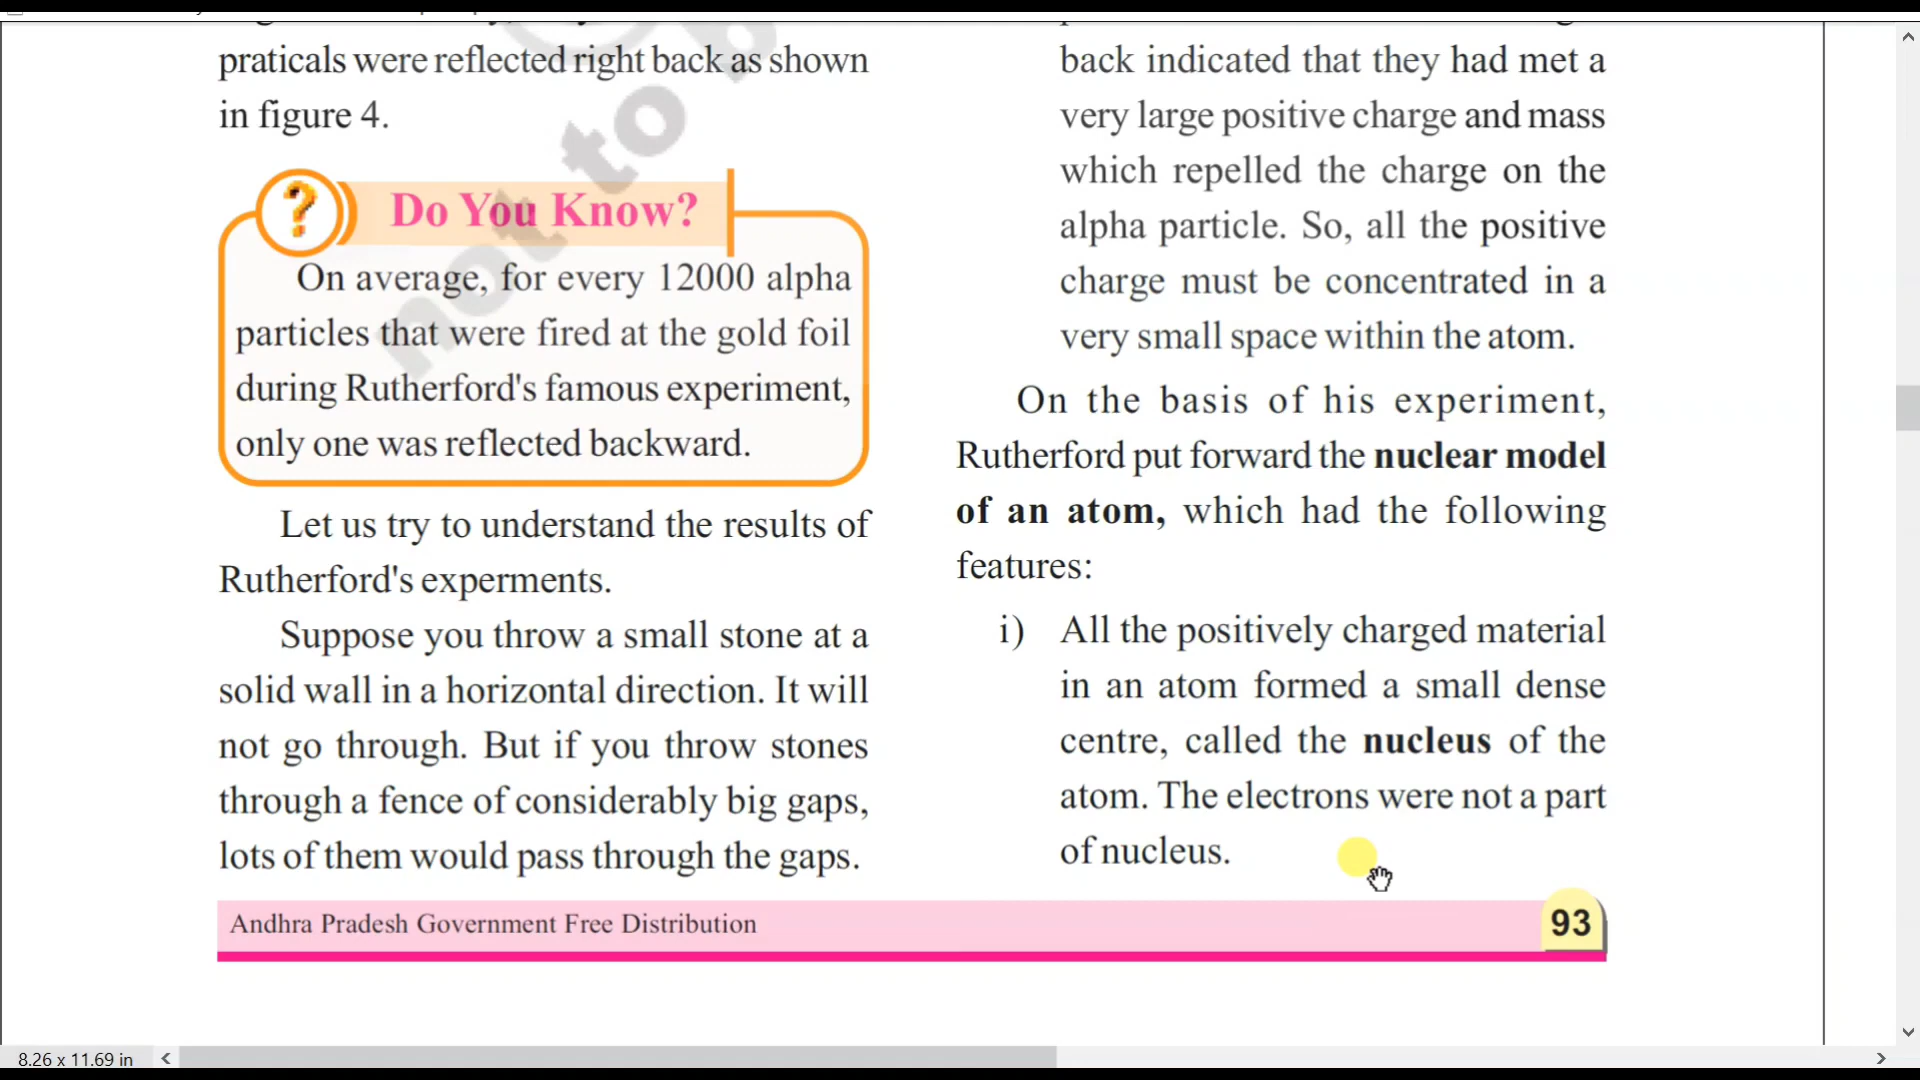 praticals were reflected right back as shown
in figure 4.
Do You Know?
On average, for every 12000 alpha
particles that were fired at the gold foil
during Rutherford's famous experiment,
only one was reflected backward.
Let us try to understand the results of
Rutherford's experments.
Suppose you throw a small stone at a
solid wall in a horizontal direction. It will
not go through. But if you throw stones
through a fence of considerably big gaps,
lots of them would pass through the gaps.
back indicated that they had met a
very large positive charge and mass
which repelled the charge on the
alpha particle. So, all the positive
charge must be concentrated in a
very small space within the atom.
On the basis of his experiment,
Rutherford put forward the nuclear model
of an atom, which had the following
features:
i) All the positively charged material
in an atom formed a small dense
centre, called the nucleus of the
atom. The electrons were not a part
of nucleus.
Andhra Pradesh Government Free Distribution
93
not to b
8.26 x 11.69 in